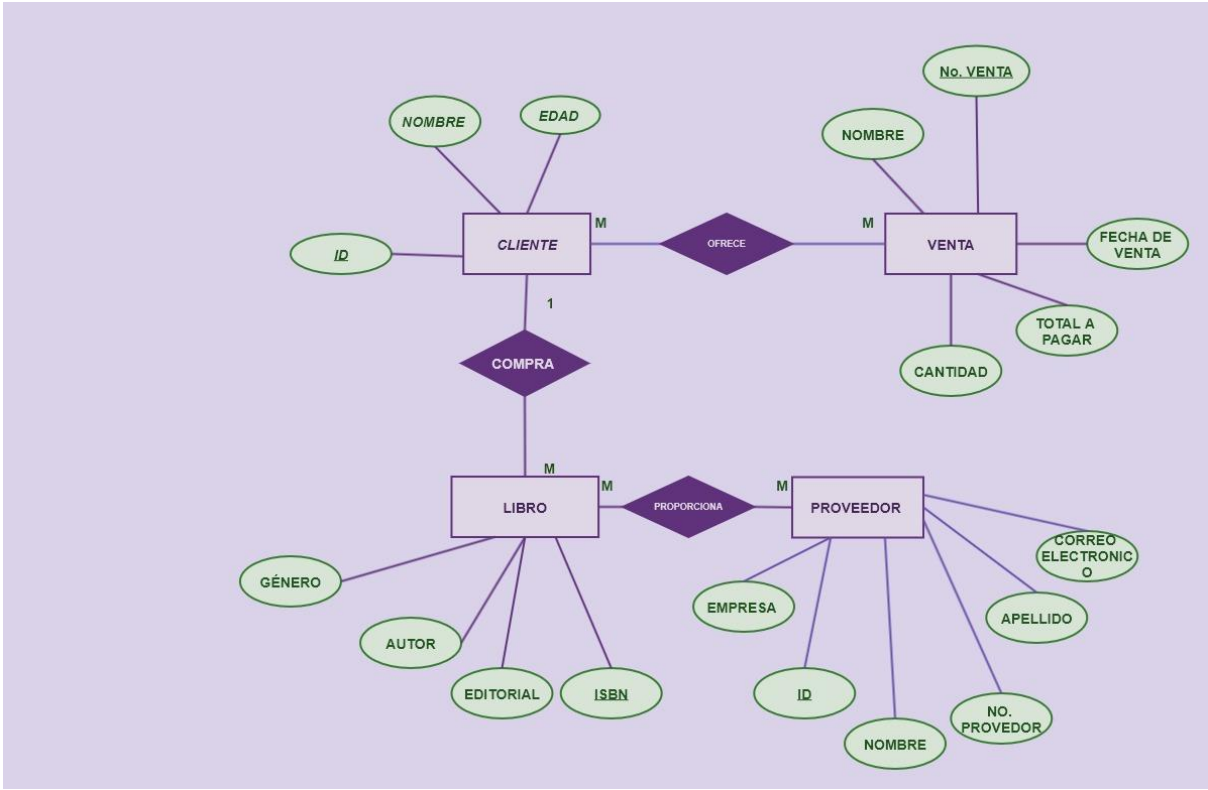 No. VENTA
NOMBRE
EDAD
NOMBRE
M
OFRECE
M
CLIENTE
VENTA
FECHA DE
VENTA
ID
1
TOTAL A
PAGAR
COMPRA
CANTIDAD
M
M
M
LIBRO
PROPORCIONA
PROVEEDOR
CORREO
ELECTRONIC
O
GÉNERO
EMPRESA
APELLIDO
AUTOR
EDITORIAL
ISBN
ID
NO.
PROVEDOR
NOMBRE